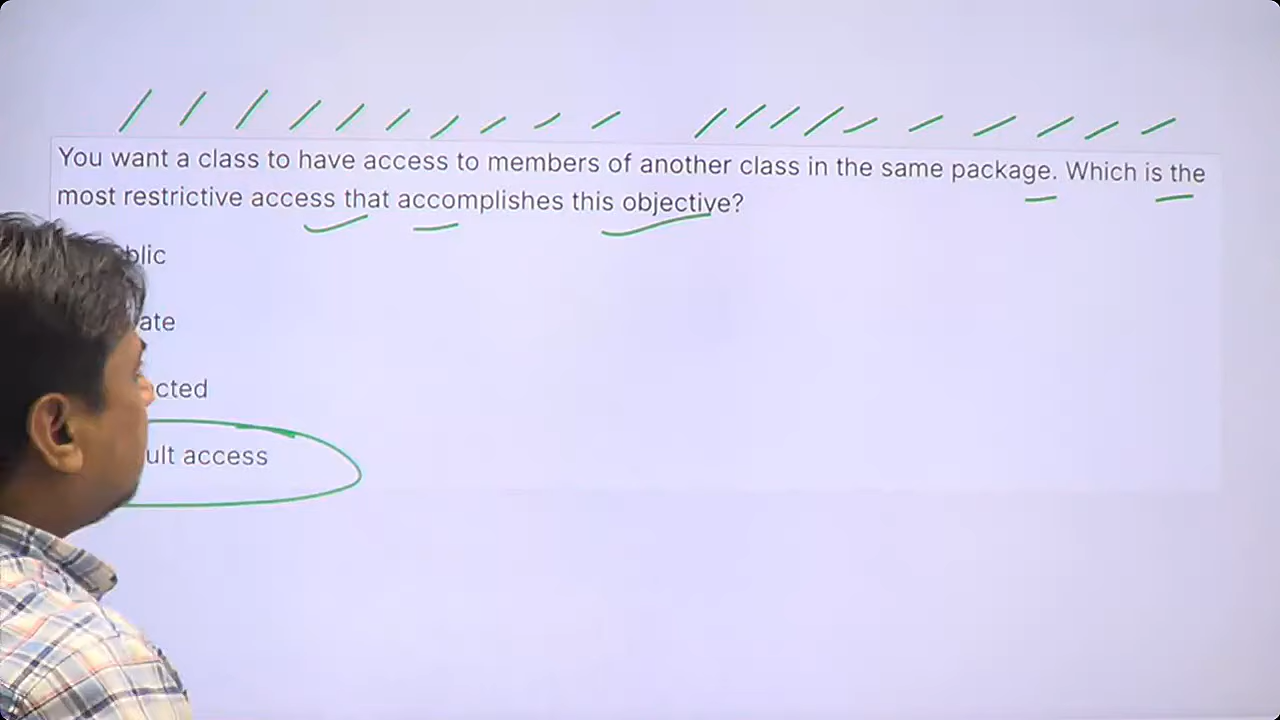 You want a class to have access to members of another class in the same package. Which is the
most restrictive access that accomplishes this objective?
blic
ate
cted
ult access